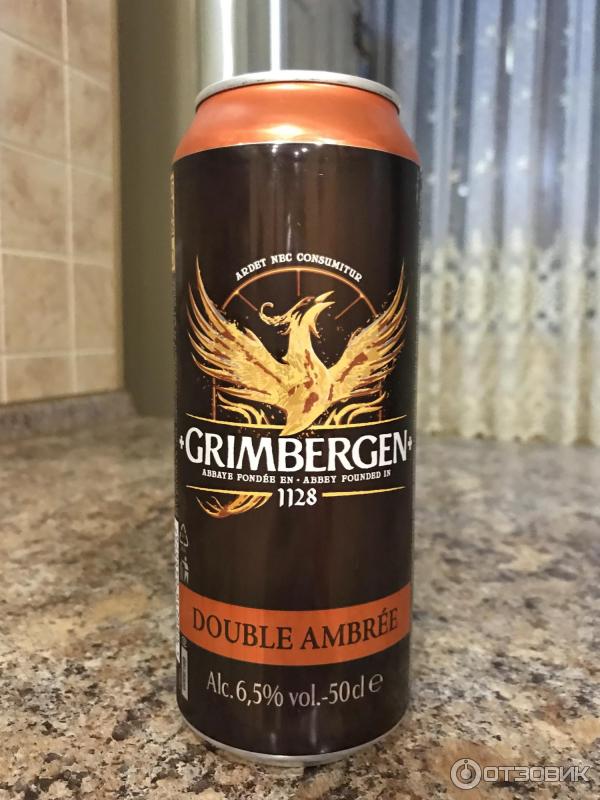 ARDET NEC CONSUMITUR
GRIMBERGEN
ABBAYE FONDÉE EN • ABBEY FOUNDED IN
1128
DOUBLE AMBRÉE
Alc.6,5% vol.-50cl e
ОТЗОВИК